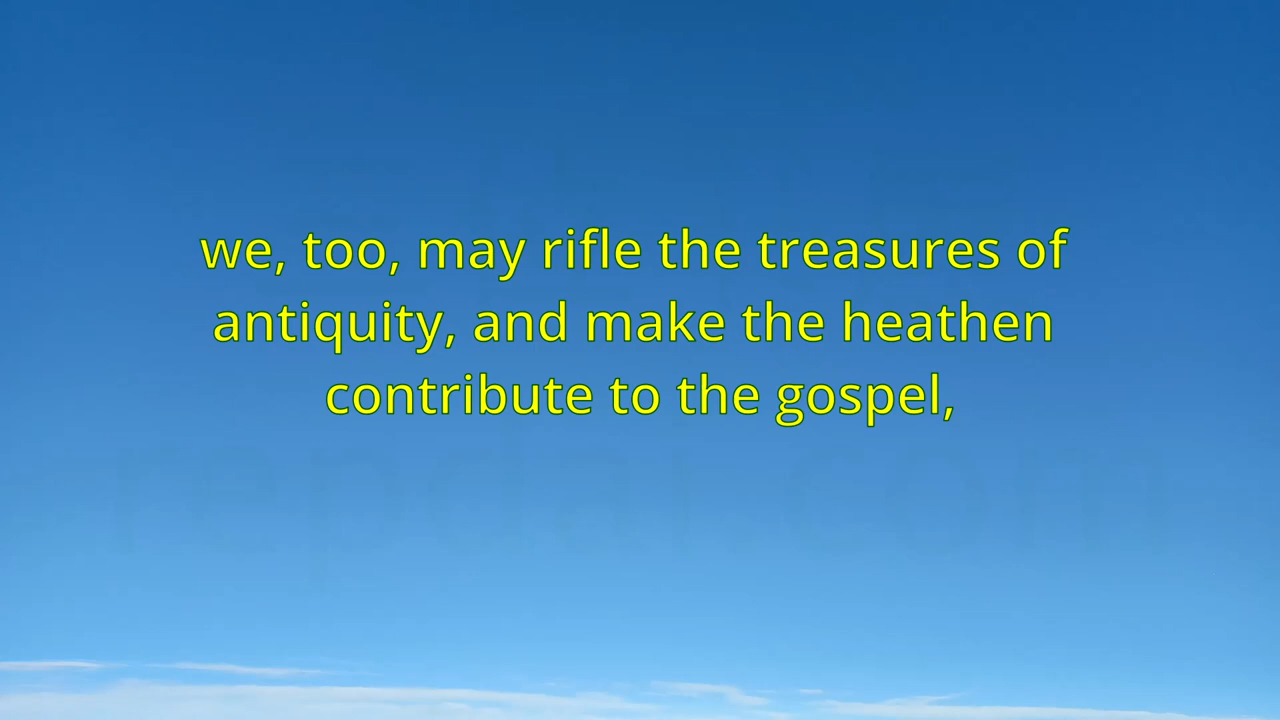 we, too, may rifle the treasures of
antiquity, and make the heathen
contribute to the gospel,